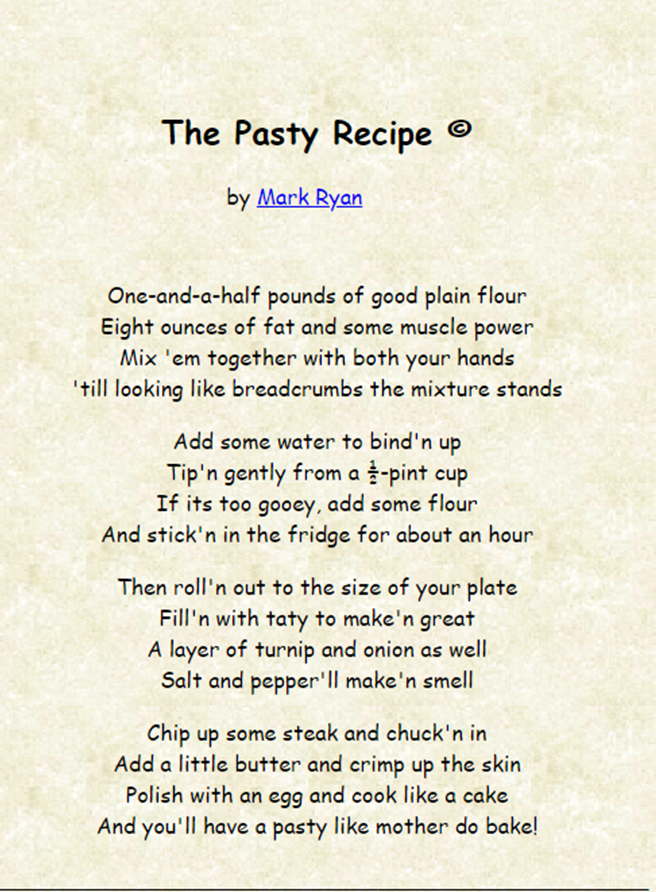 The Pasty Recipe ©
by Mark Ryan
One-and-a-half pounds of good plain flour
Eight ounces of fat and some muscle power
Mix 'em together with both your hands
'till looking like breadcrumbs the mixture stands
Add some water to bind'n up
Tip'n gently from a ½-pint cup
If its too gooey, add some flour
And stick'n in the fridge for about an hour
Then roll'n out to the size of your plate
Fill'n with taty to make'n great
A layer of turnip and onion as well
Salt and pepper'll make'n smell
Chip up some steak and chuck'n in
Add a little butter and crimp up the skin
Polish with an egg and cook like a cake
And you'll have a pasty like mother do bake!